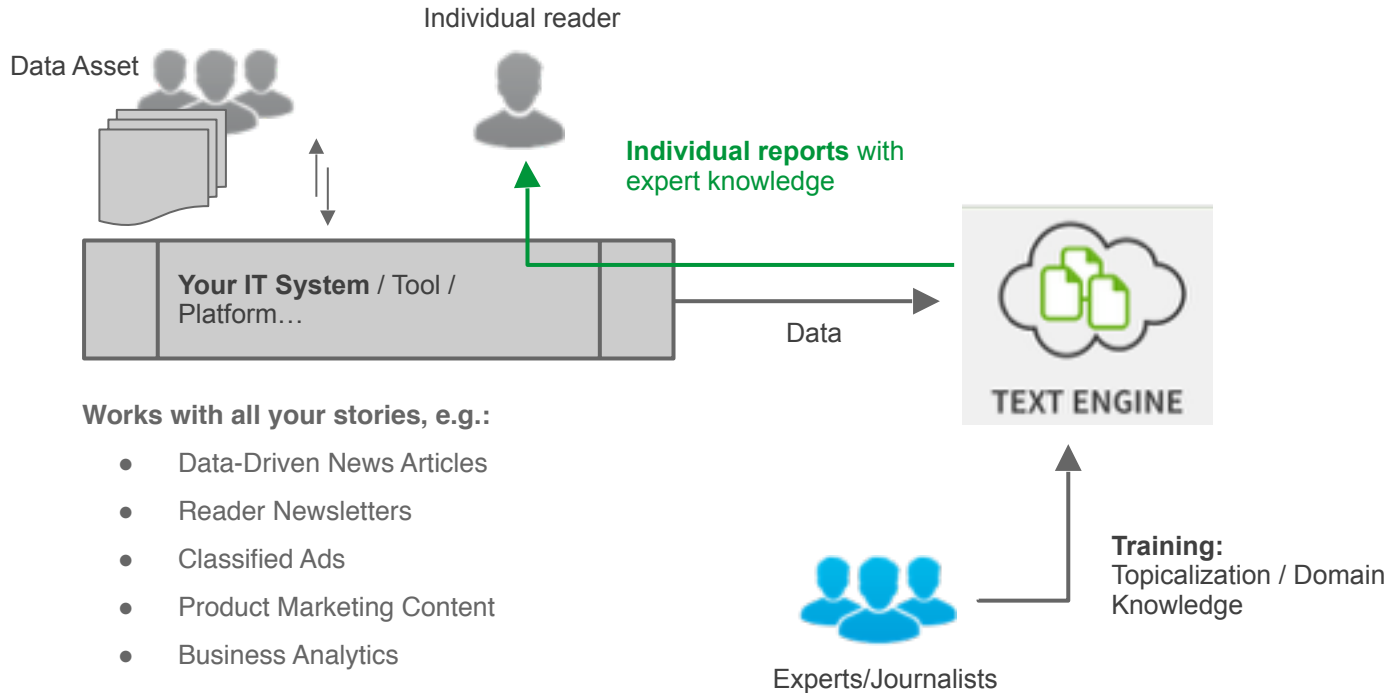 Individual reader
Data Asset
Individual reports with
expert knowledge
Your IT System / Tool /
Platform…
Data
TEXT ENGINE
Works with all your stories, e.g.:
● Data-Driven News Articles
● Reader Newsletters
● Classified Ads
● Product Marketing Content
● Business Analytics
Training:
Topicalization / Domain
Knowledge
Experts/Journalists